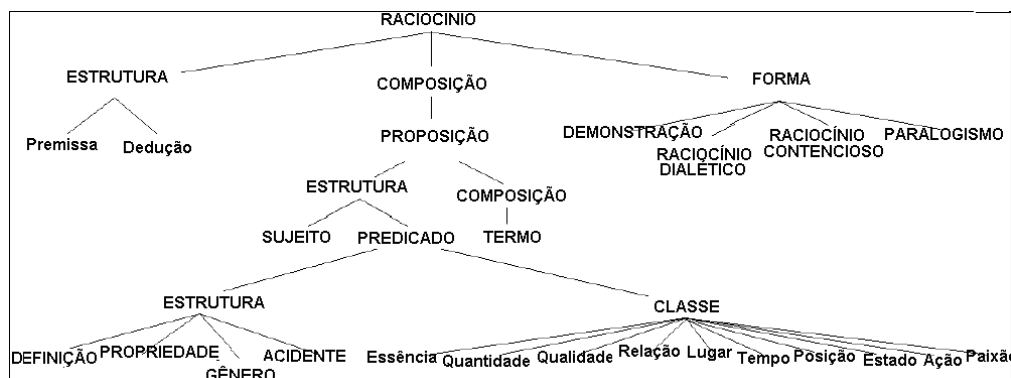 RACIOCÍNIO
ESTRUTURA
COMPOSIÇÃO
FORMA
Premissa
Dedução
PROPOSIÇÃO
DEMONSTRAÇÃO
RACIOCÍNIO
DIALÉTICO
RACIOCÍNIO
CONTENCIOSO
PARALOGISMO
ESTRUTURA
COMPOSIÇÃO
SUJEITO
PREDICADO
TERMO
ESTRUTURA
CLASSE
DEFINIÇÃO
PROPRIEDADE
GÊNERO
ACIDENTE
Essência
Quantidade
Qualidade
Relação
Lugar
Tempo
Posição
Estado
Ação
Paixão